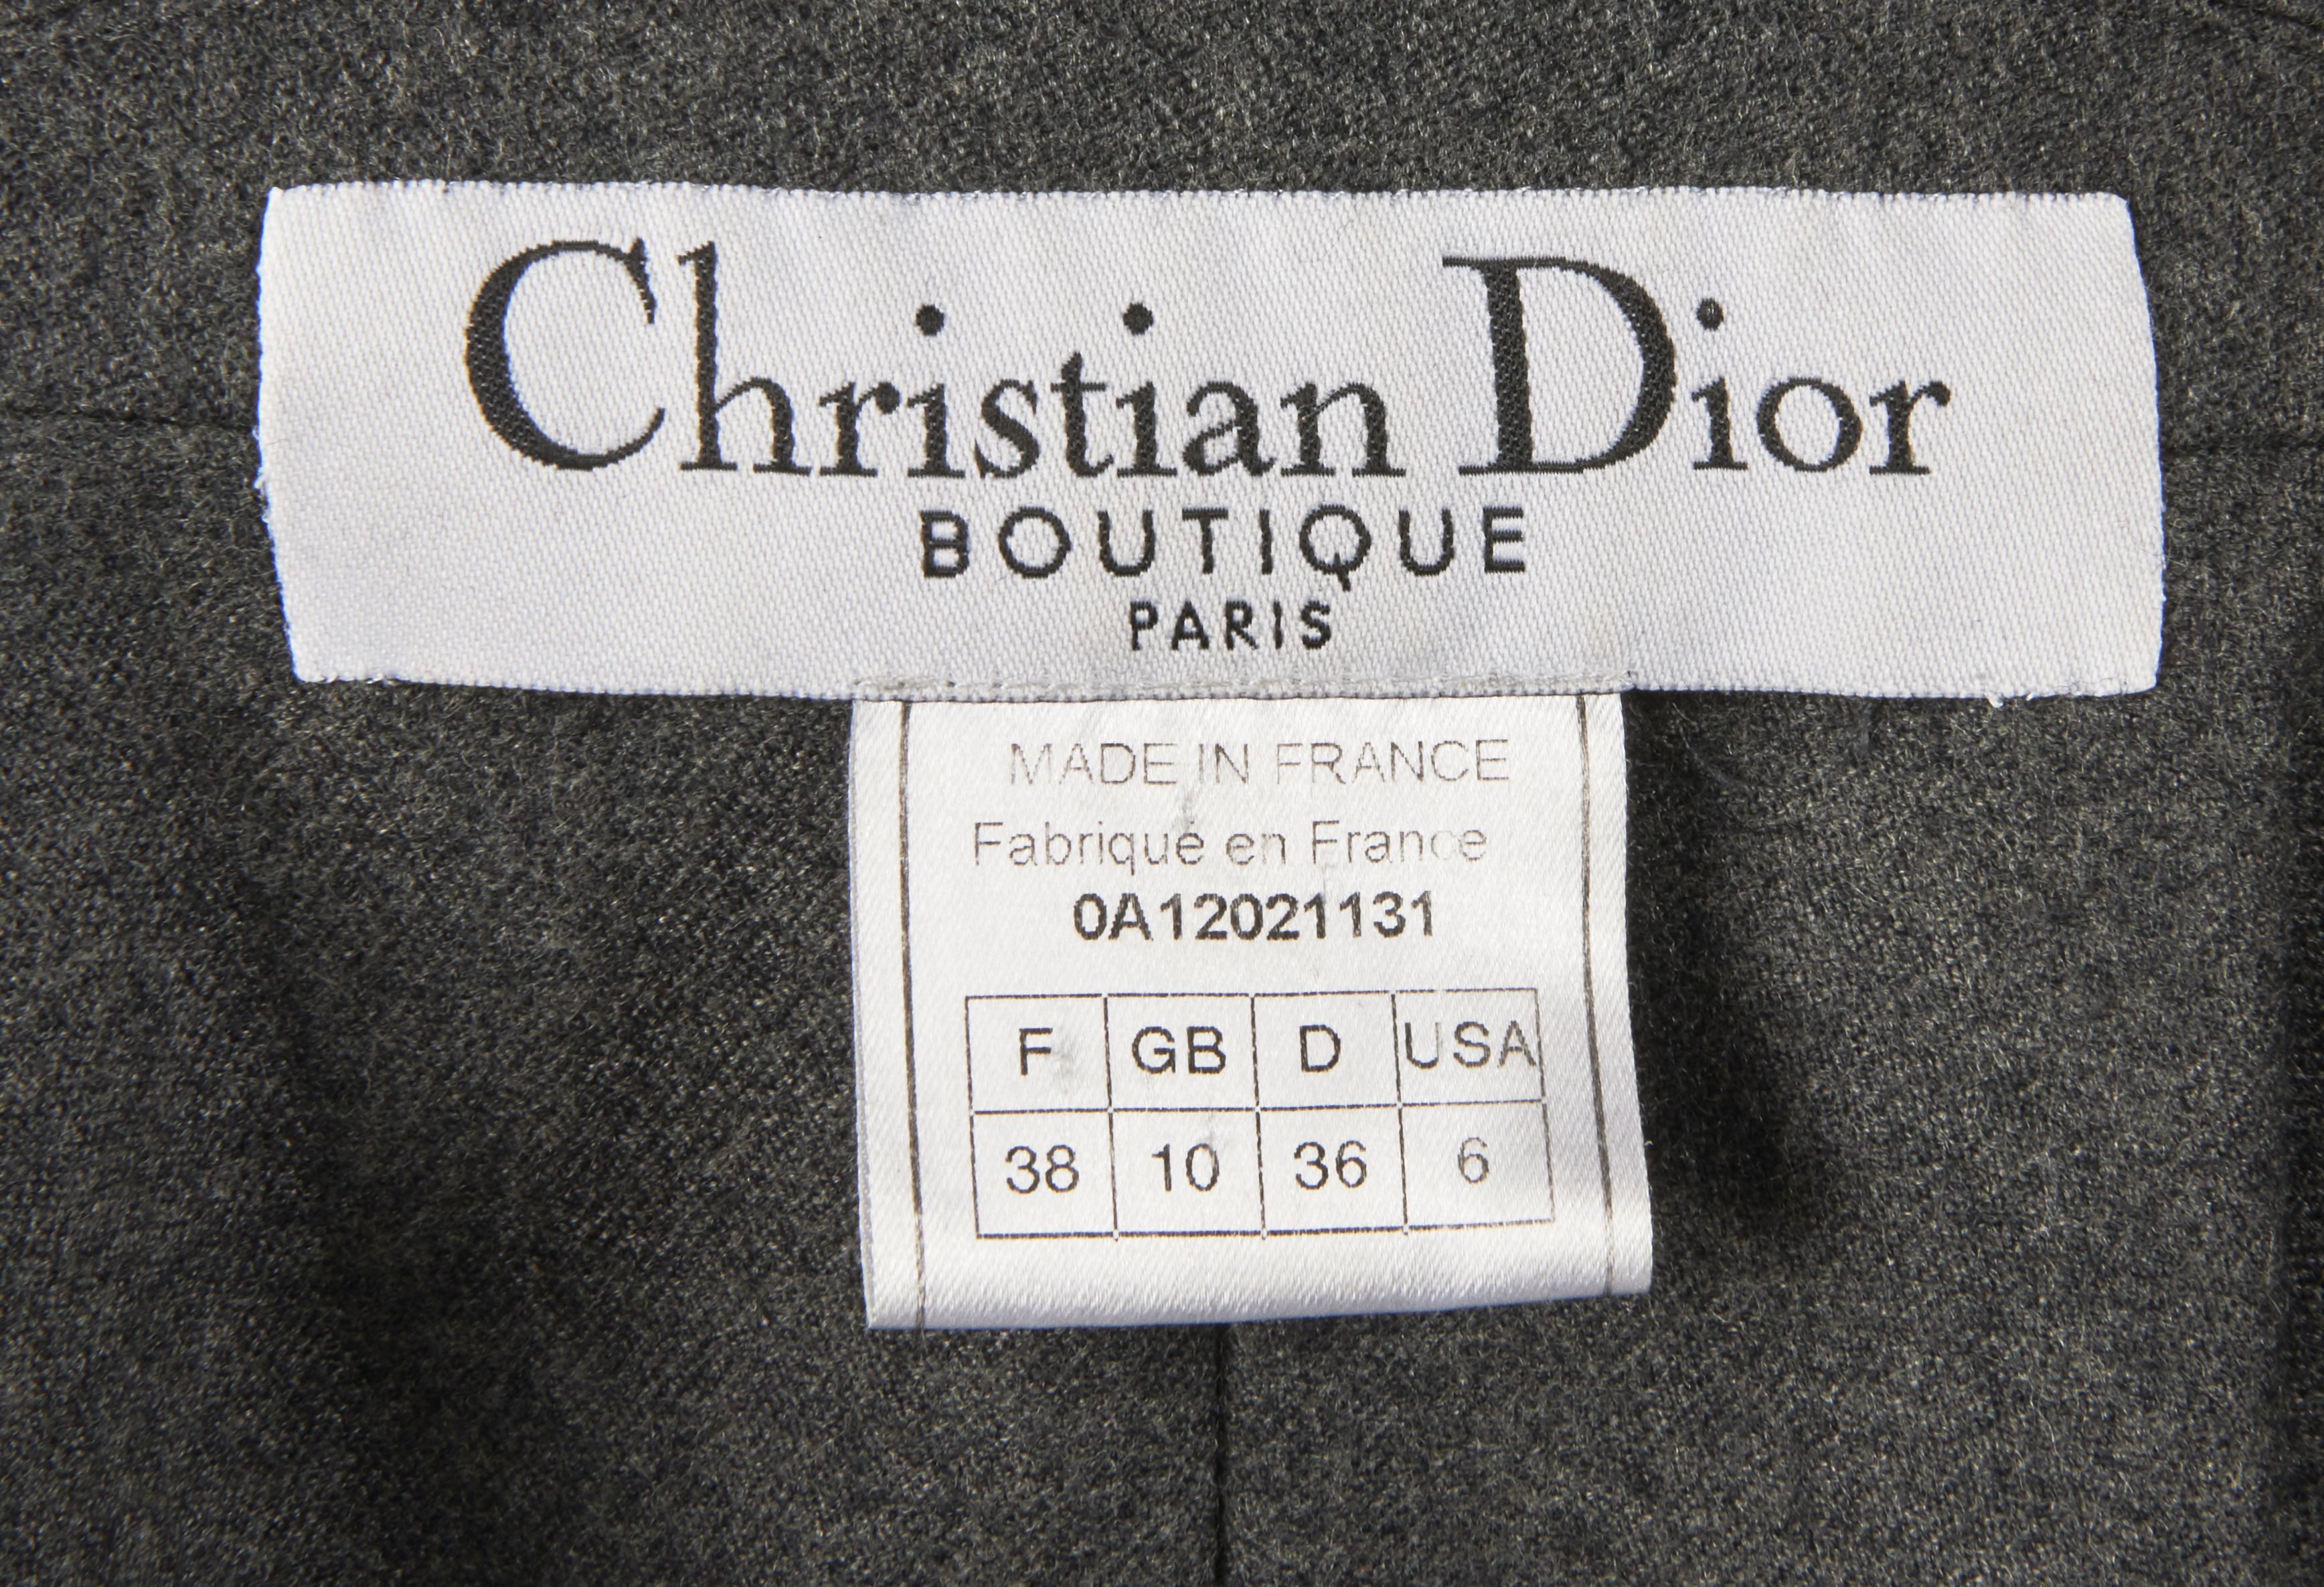 Christian Dior
BOUTIQUE
PARIS
MADE IN FRANCE
Fabriqué en France
0A12021131
F GB D USA
38 10 36 6